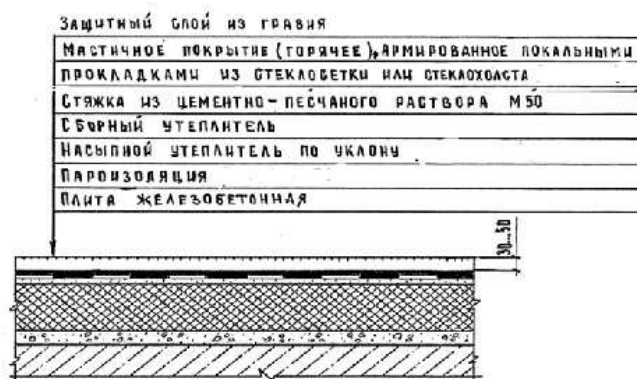 Защитный слой из гравия
Мастичное покрытие (горячее), армированное локальными
прокладками из стеклосетки или стеклохолста
Стяжка из цементно-песчаного раствора М50
Сборный утеплитель
Насыпной утеплитель по уклону
Пароизоляция
Плита железобетонная
30...50